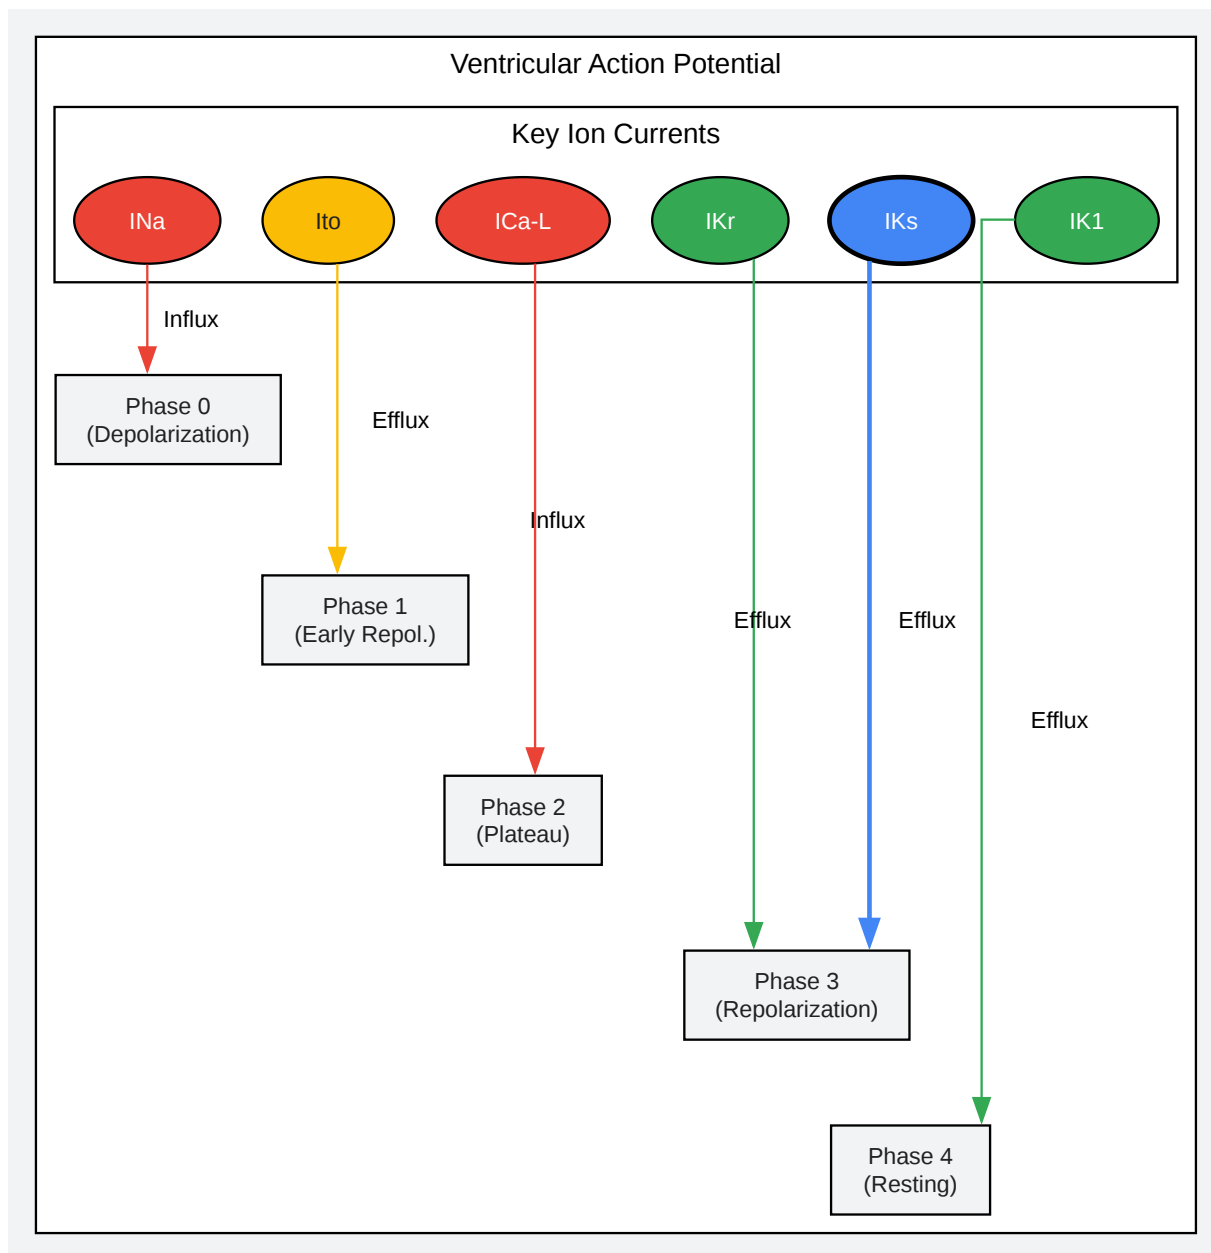 Ventricular Action Potential
Key Ion Currents
INa
Ito
ICa-L
IKr
IKs
IK1
Influx
Phase 0
(Depolarization)
Efflux
Influx
Phase 1
(Early Repol.)
Efflux
Efflux
Efflux
Phase 2
(Plateau)
Phase 3
(Repolarization)
Phase 4
(Resting)